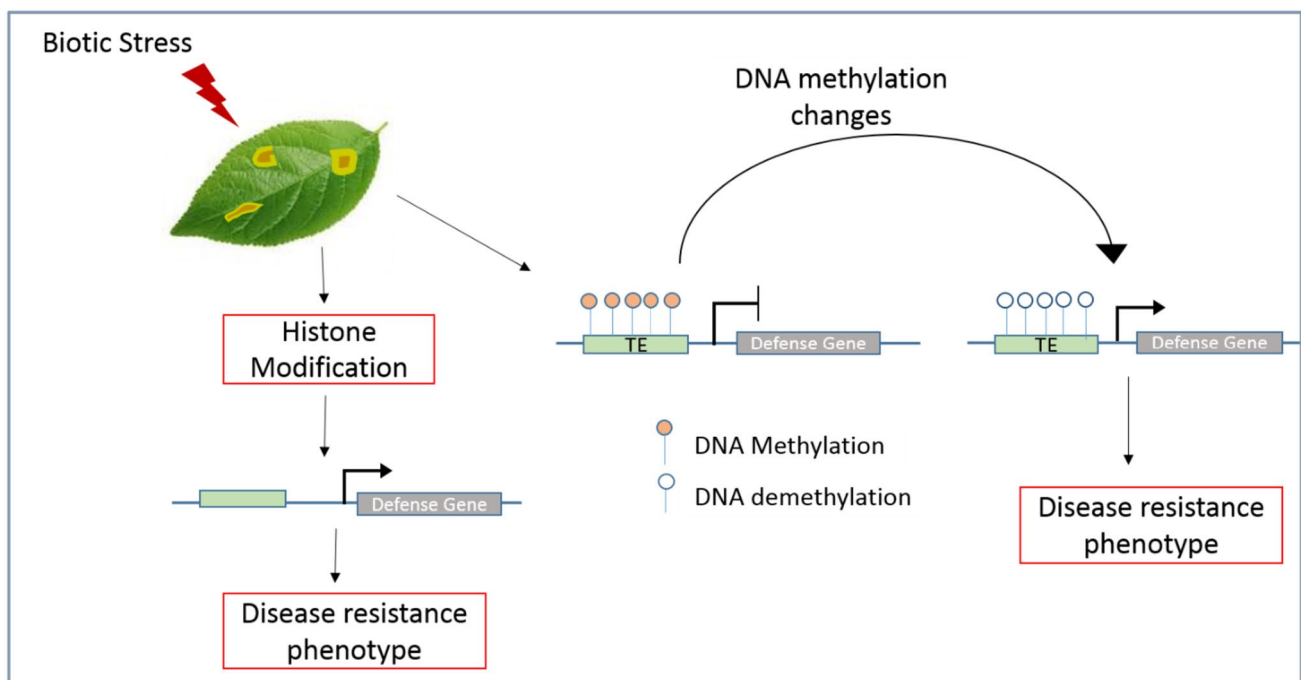 Biotic Stress
DNA methylation
changes
Histone
Modification
TE
Defense Gene
TE
Defense Gene
DNA Methylation
DNA demethylation
Defense Gene
Disease resistance
phenotype
Disease resistance
phenotype